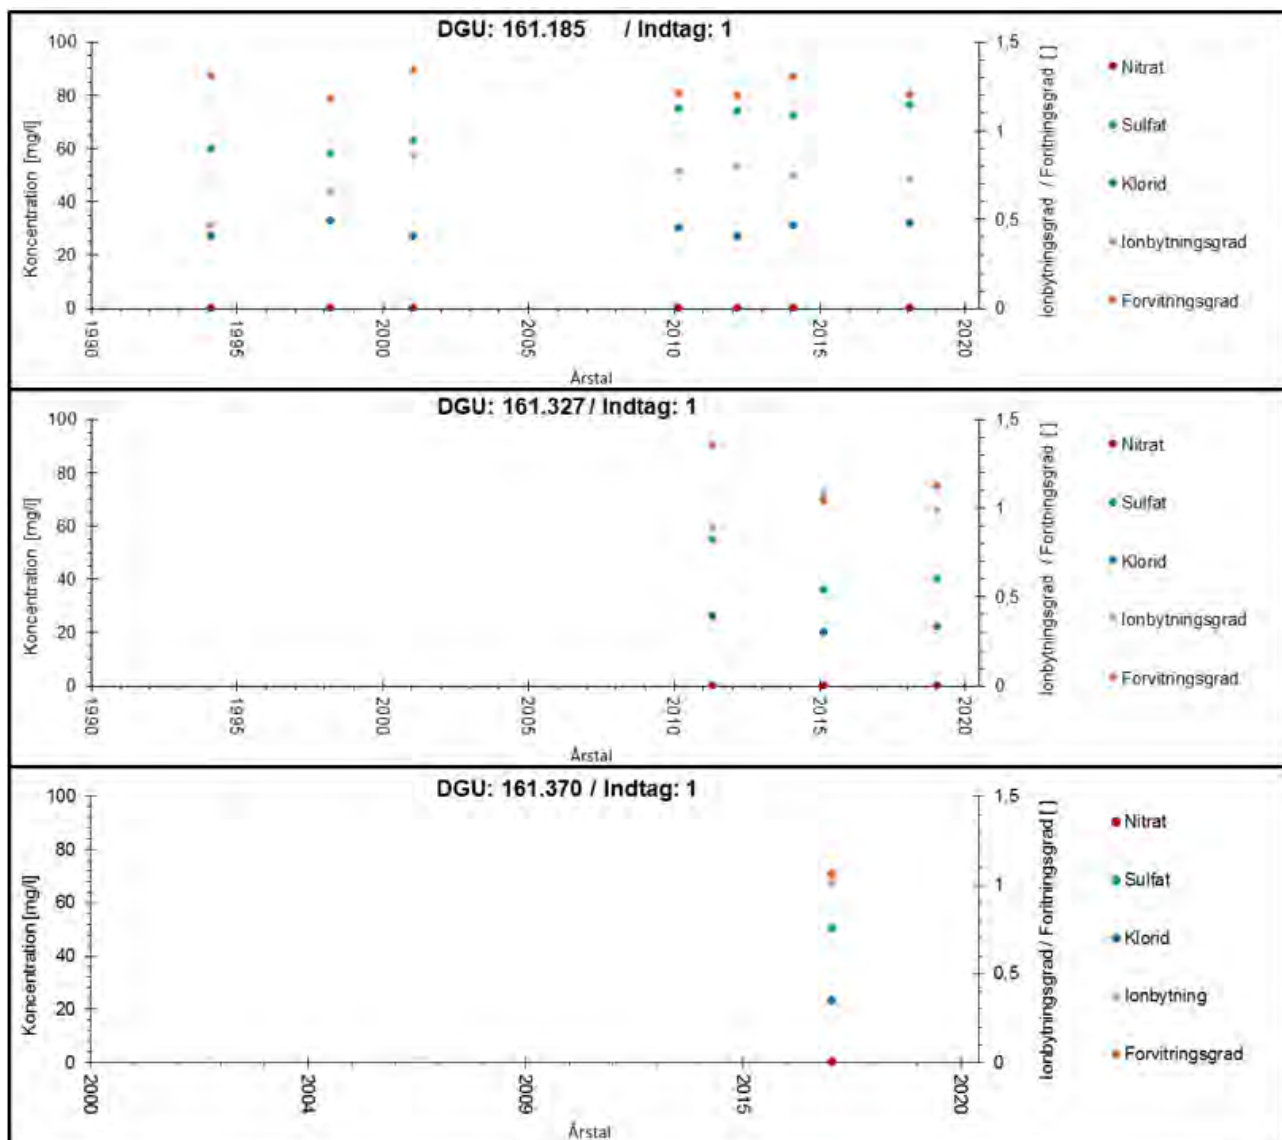 DGU: 161.185 / Indtag: 1
100
80
60
40
20
0
Koncentration [mg/l]
1990
1995
2000
2005
2010
2015
2020
Årstal
1,5
1
0,5
0
Ionbytningsgrad / Foritningsgrad [ ]
Nitrat
Sulfat
Klorid
Ionbytningsgrad
Forvitringsgrad
DGU: 161.327 / Indtag: 1
100
80
60
40
20
0
Koncentration [mg/l]
1990
1995
2000
2005
2010
2015
2020
Årstal
1,5
1
0,5
0
Ionbytningsgrad / Foritningsgrad [ ]
Nitrat
Sulfat
Klorid
Ionbytningsgrad
Forvitringsgrad
DGU: 161.370 / Indtag: 1
100
80
60
40
20
0
Koncentration [mg/l]
2000
2004
2009
2015
2020
Årstal
1,5
1
0,5
0
Ionbytningsgrad / Foritningsgrad [ ]
Nitrat
Sulfat
Klorid
Ionbytning
Forvitringsgrad